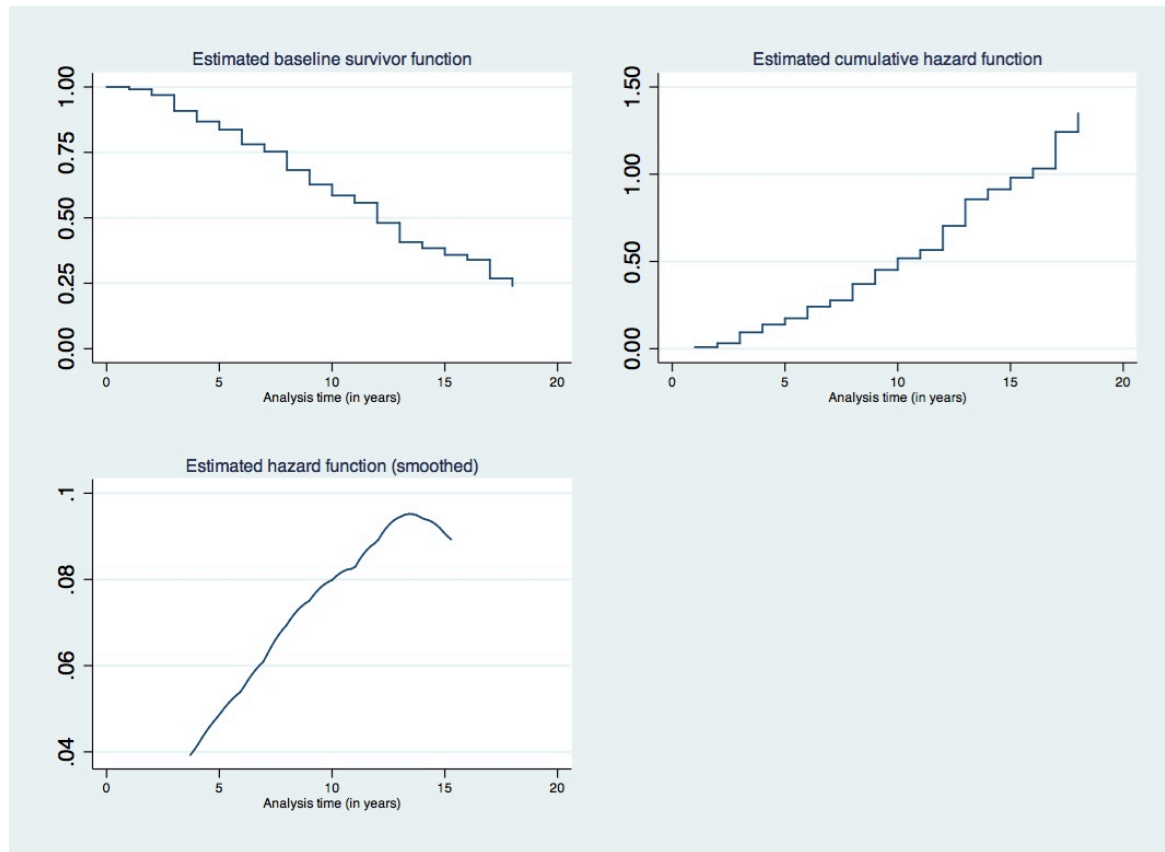 Estimated baseline survivor function
1.00
0.75
0.50
0.25
0.00
0 5 10 15 20
Analysis time (in years)
Estimated cumulative hazard function
1.50
1.00
0.50
0.00
0 5 10 15 20
Analysis time (in years)
Estimated hazard function (smoothed)
.1
.08
.06
.04
0 5 10 15 20
Analysis time (in years)